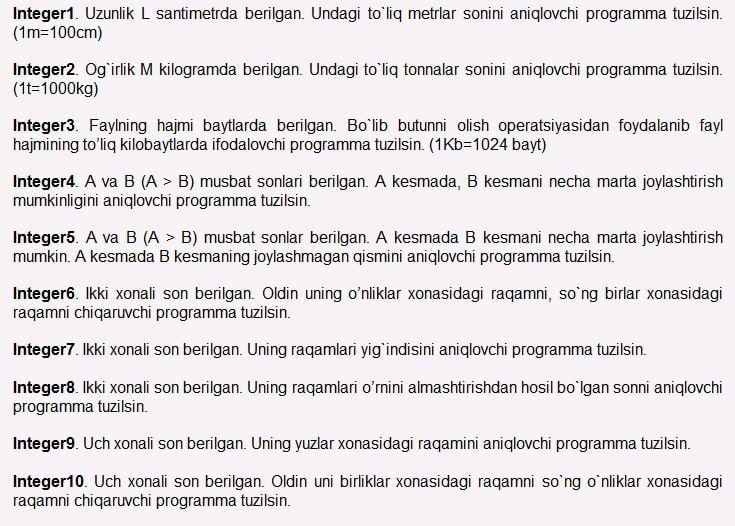 Integer1. Uzunlik L santimetrda berilgan. Undagi to`liq metrlar sonini aniqlovchi programma tuzilsin.
(1m=100cm)
Integer2. Og`irlik M kilogramda berilgan. Undagi to`liq tonnalar sonini aniqlovchi programma tuzilsin.
(1t=1000kg)
Integer3. Faylning hajmi baytlarda berilgan. Bo`lib butunni olish operatsiyasidan foydalanib fayl
hajmining to’liq kilobaytlarda ifodalovchi programma tuzilsin. (1Kb=1024 bayt)
Integer4. A va B (A > B) musbat sonlari berilgan. A kesmada, B kesmani necha marta joylashtirish
mumkinligini aniqlovchi programma tuzilsin.
Integer5. A va B (A > B) musbat sonlar berilgan. A kesmada B kesmani necha marta joylashtirish
mumkin. A kesmada B kesmaning joylashmagan qismini aniqlovchi programma tuzilsin.
Integer6. Ikki xonali son berilgan. Oldin uning o’nliklar xonasidagi raqamni, so`ng birlar xonasidagi
raqamni chiqaruvchi programma tuzilsin.
Integer7. Ikki xonali son berilgan. Uning raqamlari yig`indisini aniqlovchi programma tuzilsin.
Integer8. Ikki xonali son berilgan. Uning raqamlari o’rnini almashtirishdan hosil bo`lgan sonni aniqlovchi
programma tuzilsin.
Integer9. Uch xonali son berilgan. Uning yuzlar xonasidagi raqamini aniqlovchi programma tuzilsin.
Integer10. Uch xonali son berilgan. Oldin uni birliklar xonasidagi raqamni so`ng o`nliklar xonasidagi
raqamni chiqaruvchi programma tuzilsin.